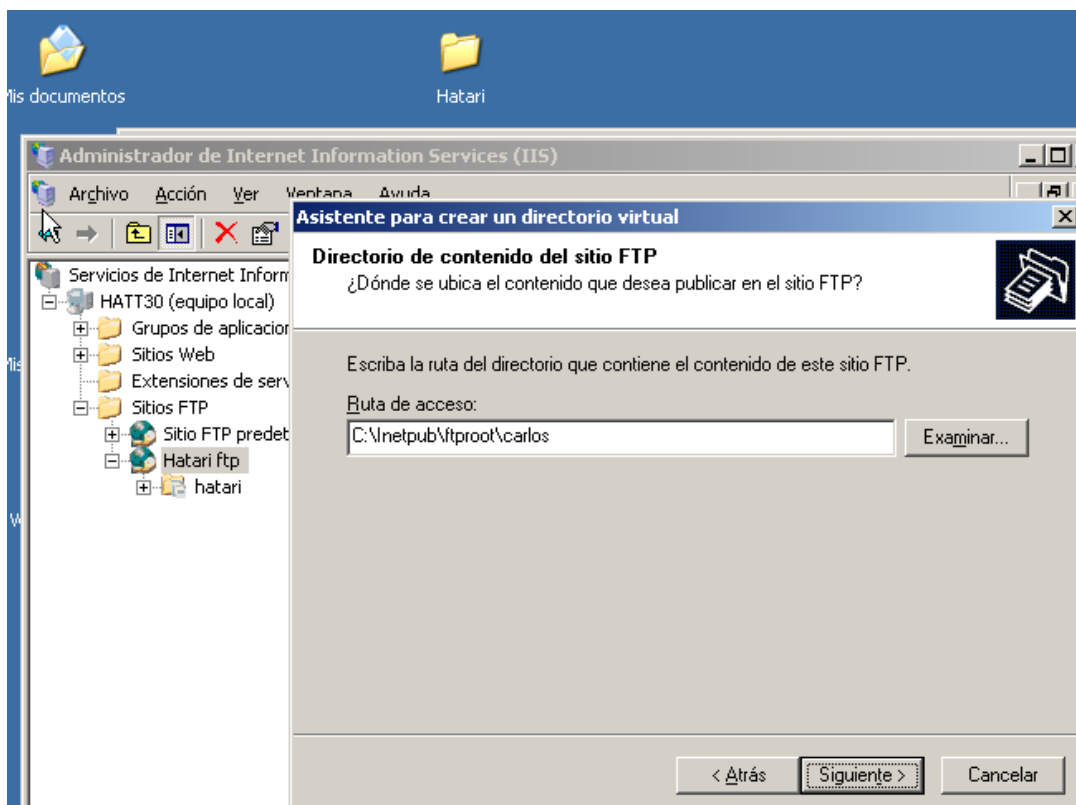 Mis documentos
Hatari
Administrador de Internet Information Services (IIS)
Archivo Acción Ver Ventana Ayuda
Asistente para crear un directorio virtual
Directorio de contenido del sitio FTP
¿Dónde se ubica el contenido que desea publicar en el sitio FTP?
Servicios de Internet Inform
HATT30 (equipo local)
Grupos de aplicacion
Sitios Web
Extensiones de serv
Sitios FTP
Sitio FTP predet
Hatari ftp
hatari
Mis
Escriba la ruta del directorio que contiene el contenido de este sitio FTP.
Ruta de acceso:
C:\Inetpub\ftproot\carlos
Examinar...
< Atrás
Siguiente >
Cancelar